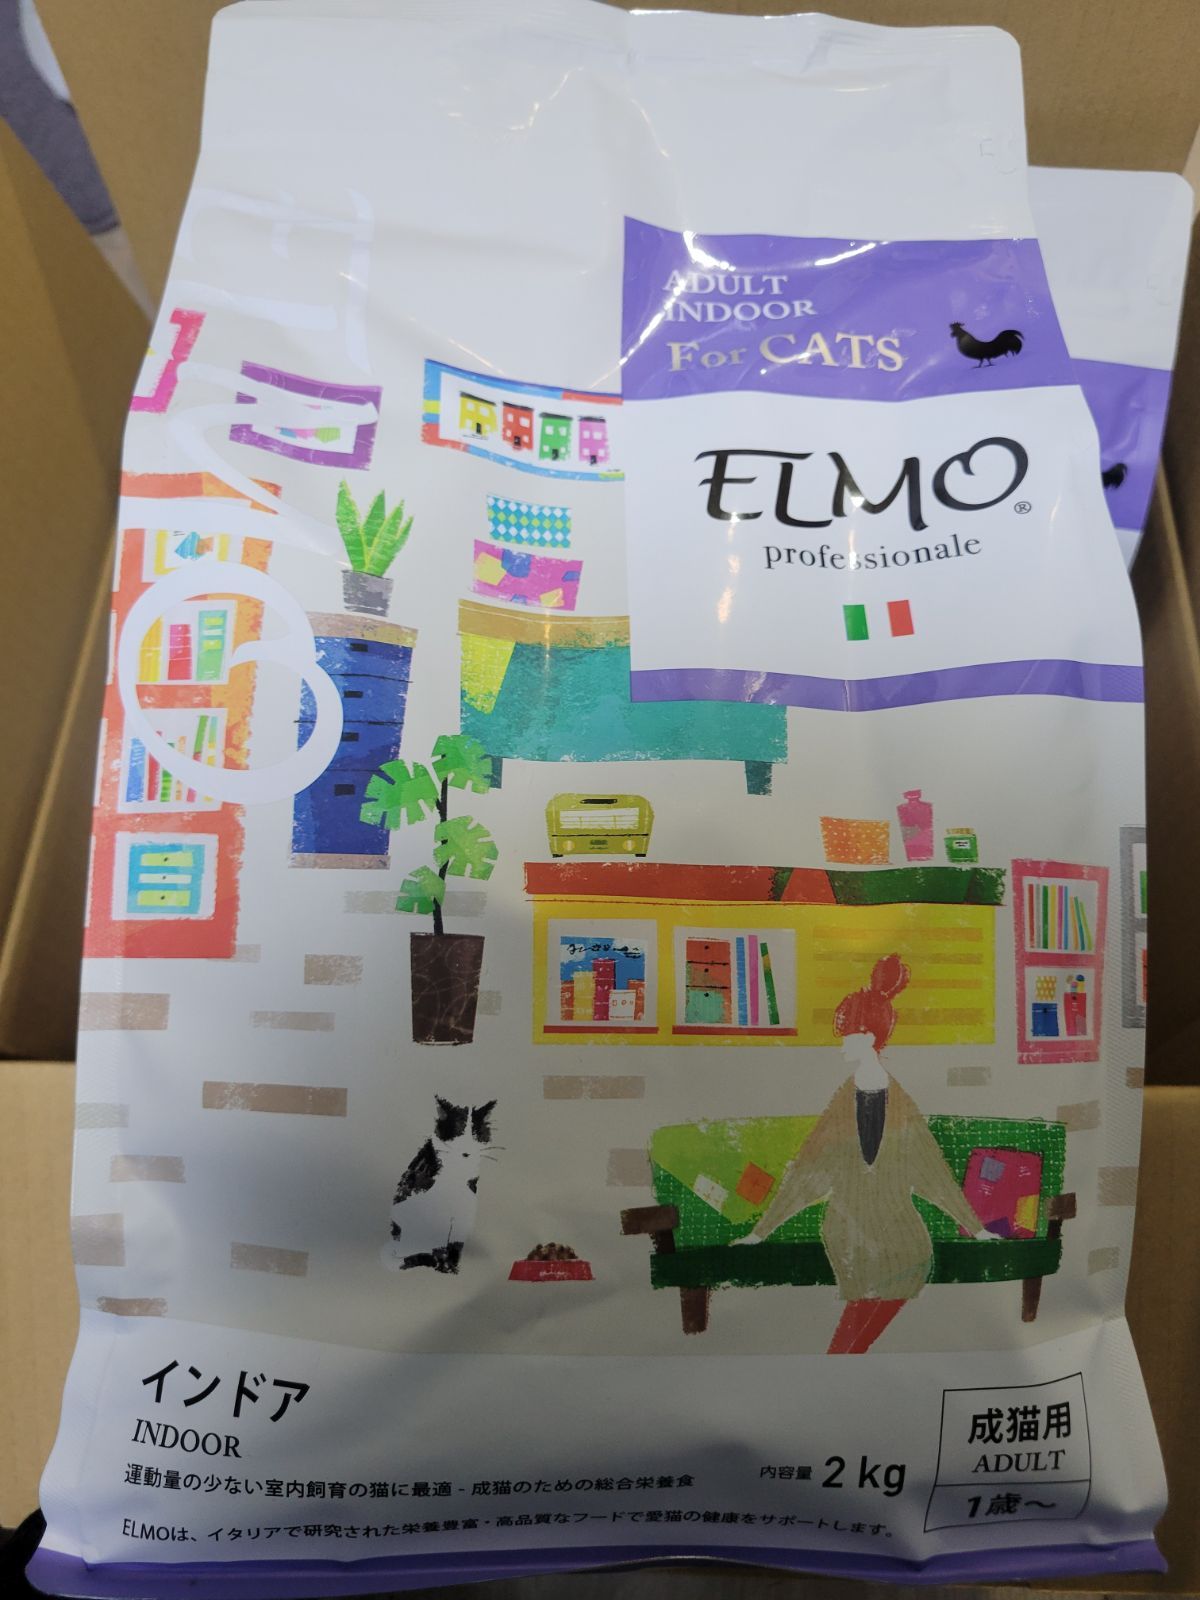 ADULT
INDOOR
For CATS
ELMO®
professionale
ELMO
インドア
INDOOR
運動量の少ない室内飼育の猫に最適 - 成猫のための総合栄養食
内容量 2 kg
成猫用
ADULT
1歳〜
ELMOは、イタリアで研究された栄養豊富・高品質なフードで愛猫の健康をサポートします。